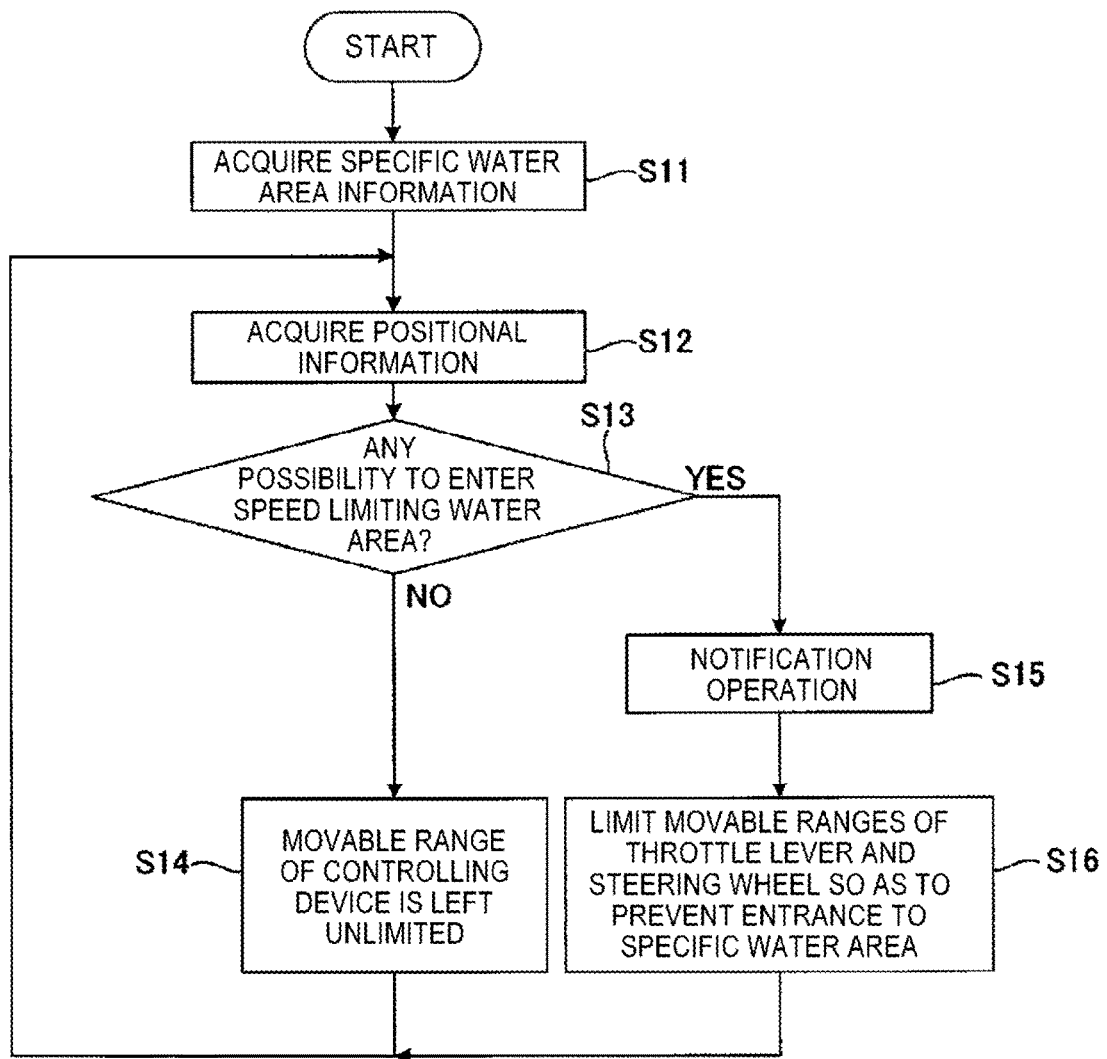 START
ACQUIRE SPECIFIC WATER
AREA INFORMATION
S11
ACQUIRE POSITIONAL
INFORMATION
S12
S13
ANY
POSSIBILITY TO ENTER
SPEED LIMITING WATER
AREA?
YES
NO
NOTIFICATION
OPERATION
S15
S14
MOVABLE RANGE
OF CONTROLLING
DEVICE IS LEFT
UNLIMITED
LIMIT MOVABLE RANGES OF
THROTTLE LEVER AND
STEERING WHEEL SO AS TO
PREVENT ENTRANCE TO
SPECIFIC WATER AREA
S16